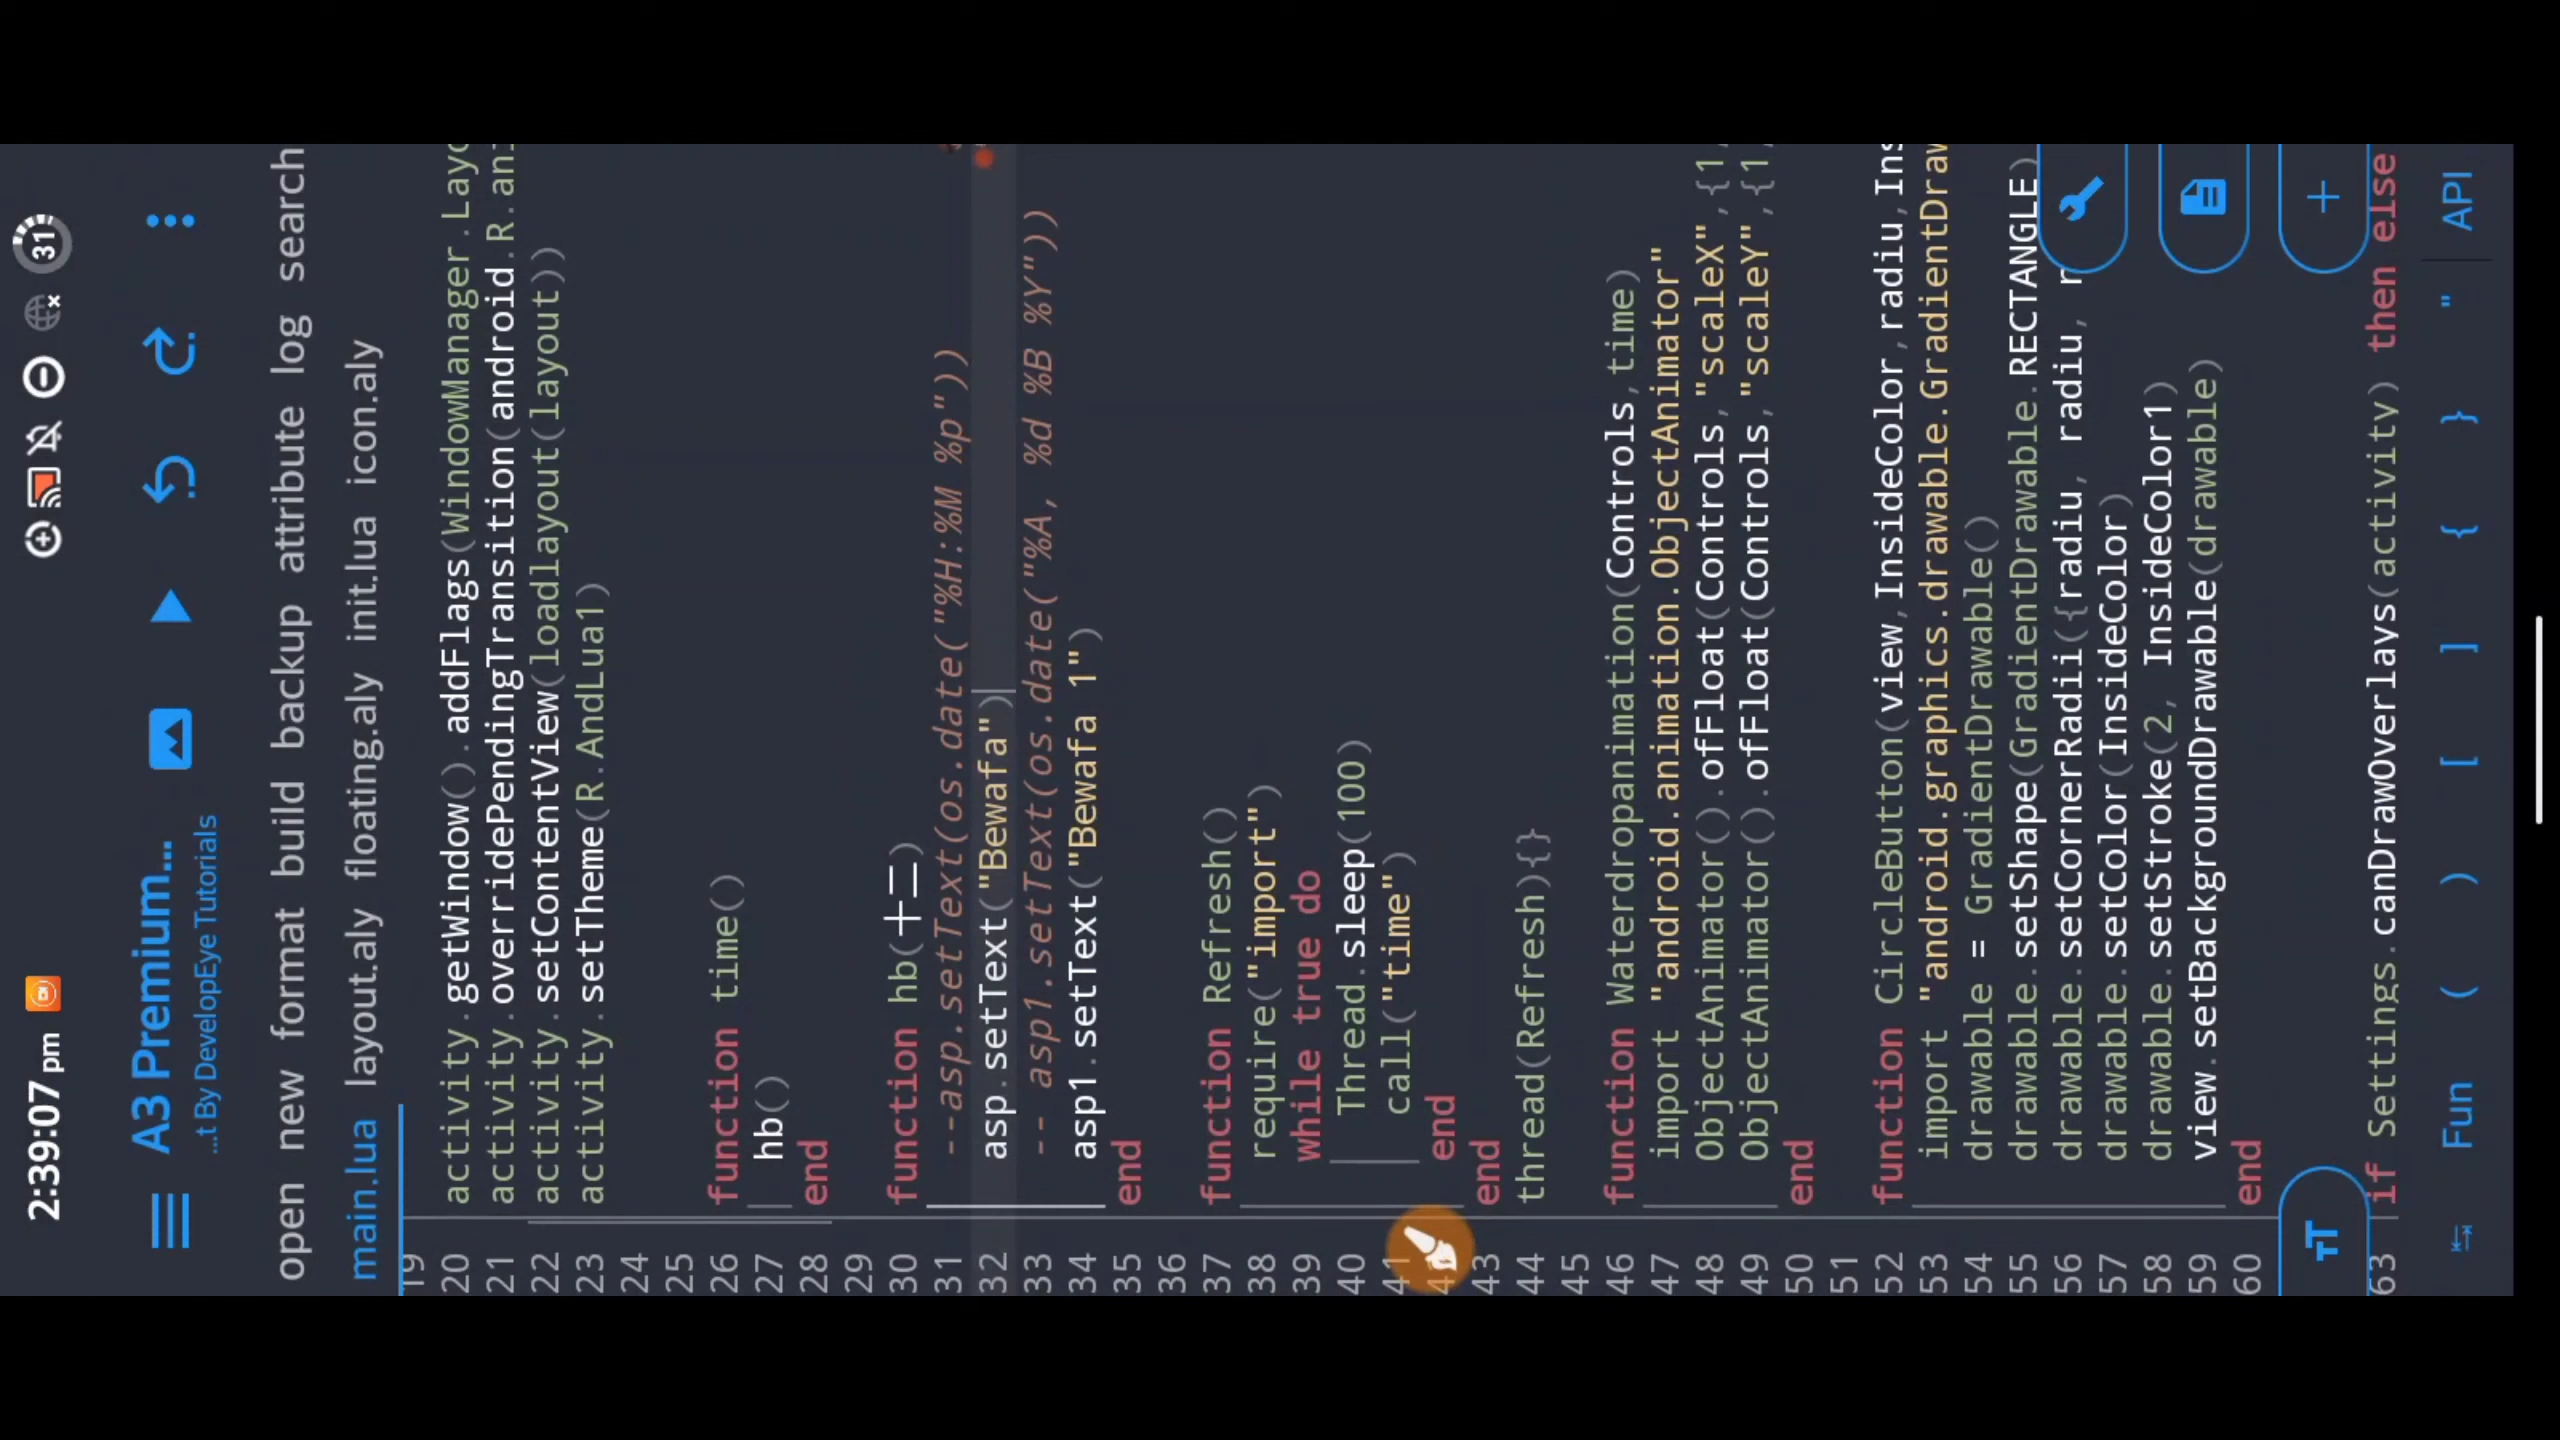 2:39:07 pm
31
A3 Premium...
...t By DevelopEye Tutorials
open new format build backup attribute log search
main.lua layout.aly floating.aly init.lua icon.aly
19
20 activity.getWindow().addFlags(WindowManager.Layo
21 activity.overridePendingTransition(android.R.an
22 activity.setContentView(loadlayout(layout))
23 activity.setTheme(R.AndLua1)
24
25
26 function time()
27 hb()
28 end
29
30 function hb(十二)
31 --asp.setText(os.date("%H:%M %p"))
32 asp.setText("Bewafa")
33 -- asp1.setText(os.date("%A, %d %B %Y"))
34 asp1.setText("Bewafa 1")
35 end
36
37 function Refresh()
38 require("import")
39 while true do
40 Thread.sleep(100)
41 call("time")
end
43 end
44 thread(Refresh){}
45
46 function Waterdropanimation(Controls,time)
47 import "android.animation.ObjectAnimator"
48 ObjectAnimator().ofFloat(Controls,"scaleX",{1
49 ObjectAnimator().ofFloat(Controls,"scaleY",{1
50 end
51
52 function CircleButton(view,InsideColor,radiu,Ins
53 import "android.graphics.drawable.GradientDraw
54 drawable = GradientDrawable()
55 drawable.setShape(GradientDrawable.RECTANGLE)
56 drawable.setCornerRadii({radiu, radiu, r
57 drawable.setColor(InsideColor)
58 drawable.setStroke(2, InsideColor1)
59 view.setBackgroundDrawable(drawable)
60 end
63 if Settings.canDrawOverlays(activity) then else
Fun ( ) [ ] { } " API